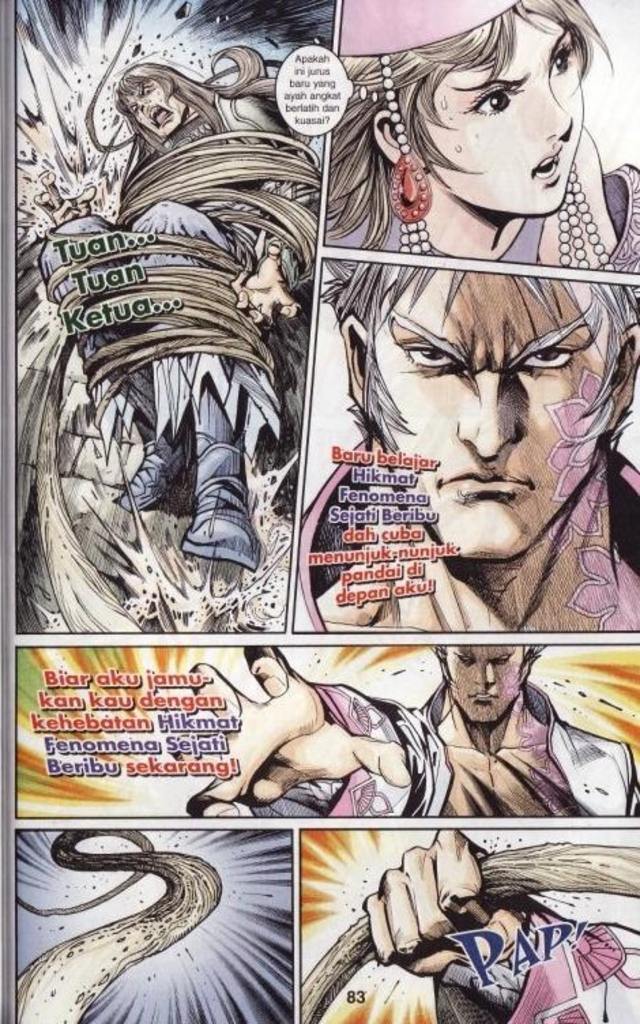 Apakah
ini jurus
baru yang
ayah angkat
berlatih dan
kuasai?
Tuan...
Tuan
Ketua...
Baru belajar
Hikmat
Fenomena
Sejati Beribu
dah cuba
menunjuk-nunjuk
pandai di
depan aku!
Biar aku jamu-
kan kau dengan
kehebatan Hikmat
Fenomena Sejati
Beribu sekarang!
PAP!
83